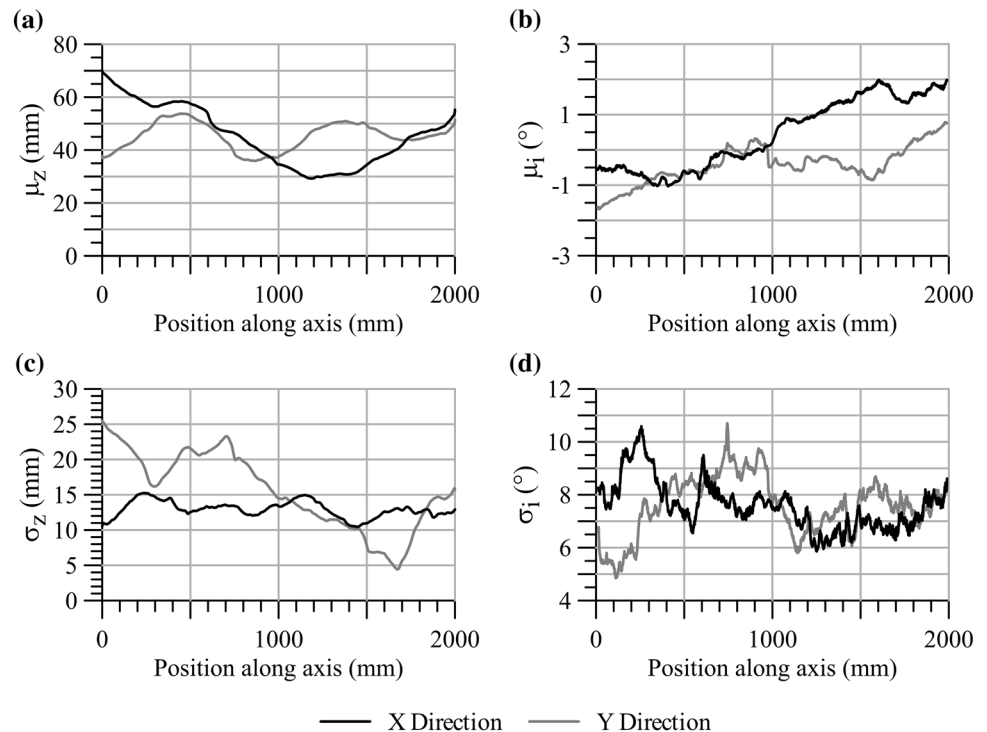 (a)
80
60
40
20
0
μz (mm)
0 1000 2000
Position along axis (mm)
(b)
3
1
-1
-3
μi (°)
0 1000 2000
Position along axis (mm)
(c)
30
25
20
15
10
5
0
σz (mm)
0 1000 2000
Position along axis (mm)
(d)
12
10
8
6
4
σi (°)
0 1000 2000
Position along axis (mm)
X Direction Y Direction